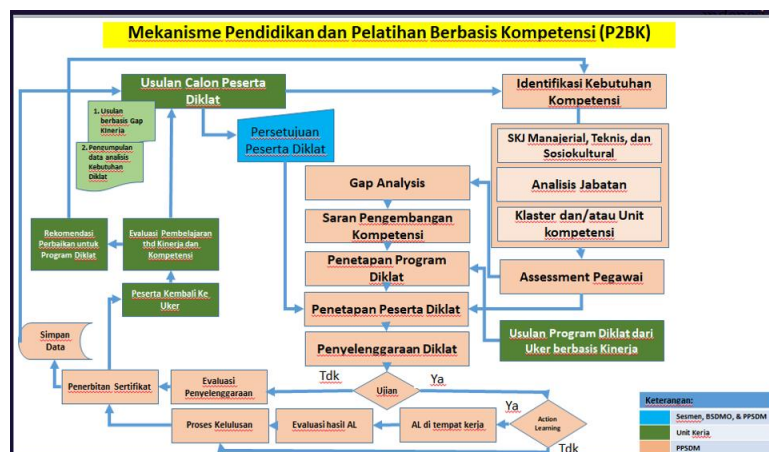 Mekanisme Pendidikan dan Pelatihan Berbasis Kompetensi (P2BK)
Usulan Calon Peserta
Diklat
Identifikasi Kebutuhan
Kompetensi
1. Usulan
berbasis Gap
Kinerja
2. Pengumpulan
data analisis
Kebutuhan
Diklat
Persetujuan
Peserta Diklat
SKJ Manajerial, Teknis, dan
Sosiokultural
Analisis Jabatan
Klaster dan/atau Unit
kompetensi
Gap Analysis
Saran Pengembangan
Kompetensi
Penetapan Program
Diklat
Assessment Pegawai
Rekomendasi
Perbaikan untuk
Program Diklat
Evaluasi Pembelajaran
thd Kinerja dan
Kompetensi
Peserta Kembali Ke
Uker
Penetapan Peserta Diklat
Usulan Program Diklat dari
Uker berbasis Kinerja
Simpan
Data
Penyelenggaraan Diklat
Tdk
Ujian
Ya
Penerbitan Sertifikat
Evaluasi
Penyelenggaraan
Ya
Action
Learning
Tdk
Proses Kelulusan
Evaluasi hasil AL
AL di tempat kerja
Keterangan:
Sesmen, BSDMO, & PPSDM
Unit Kerja
PPSDM